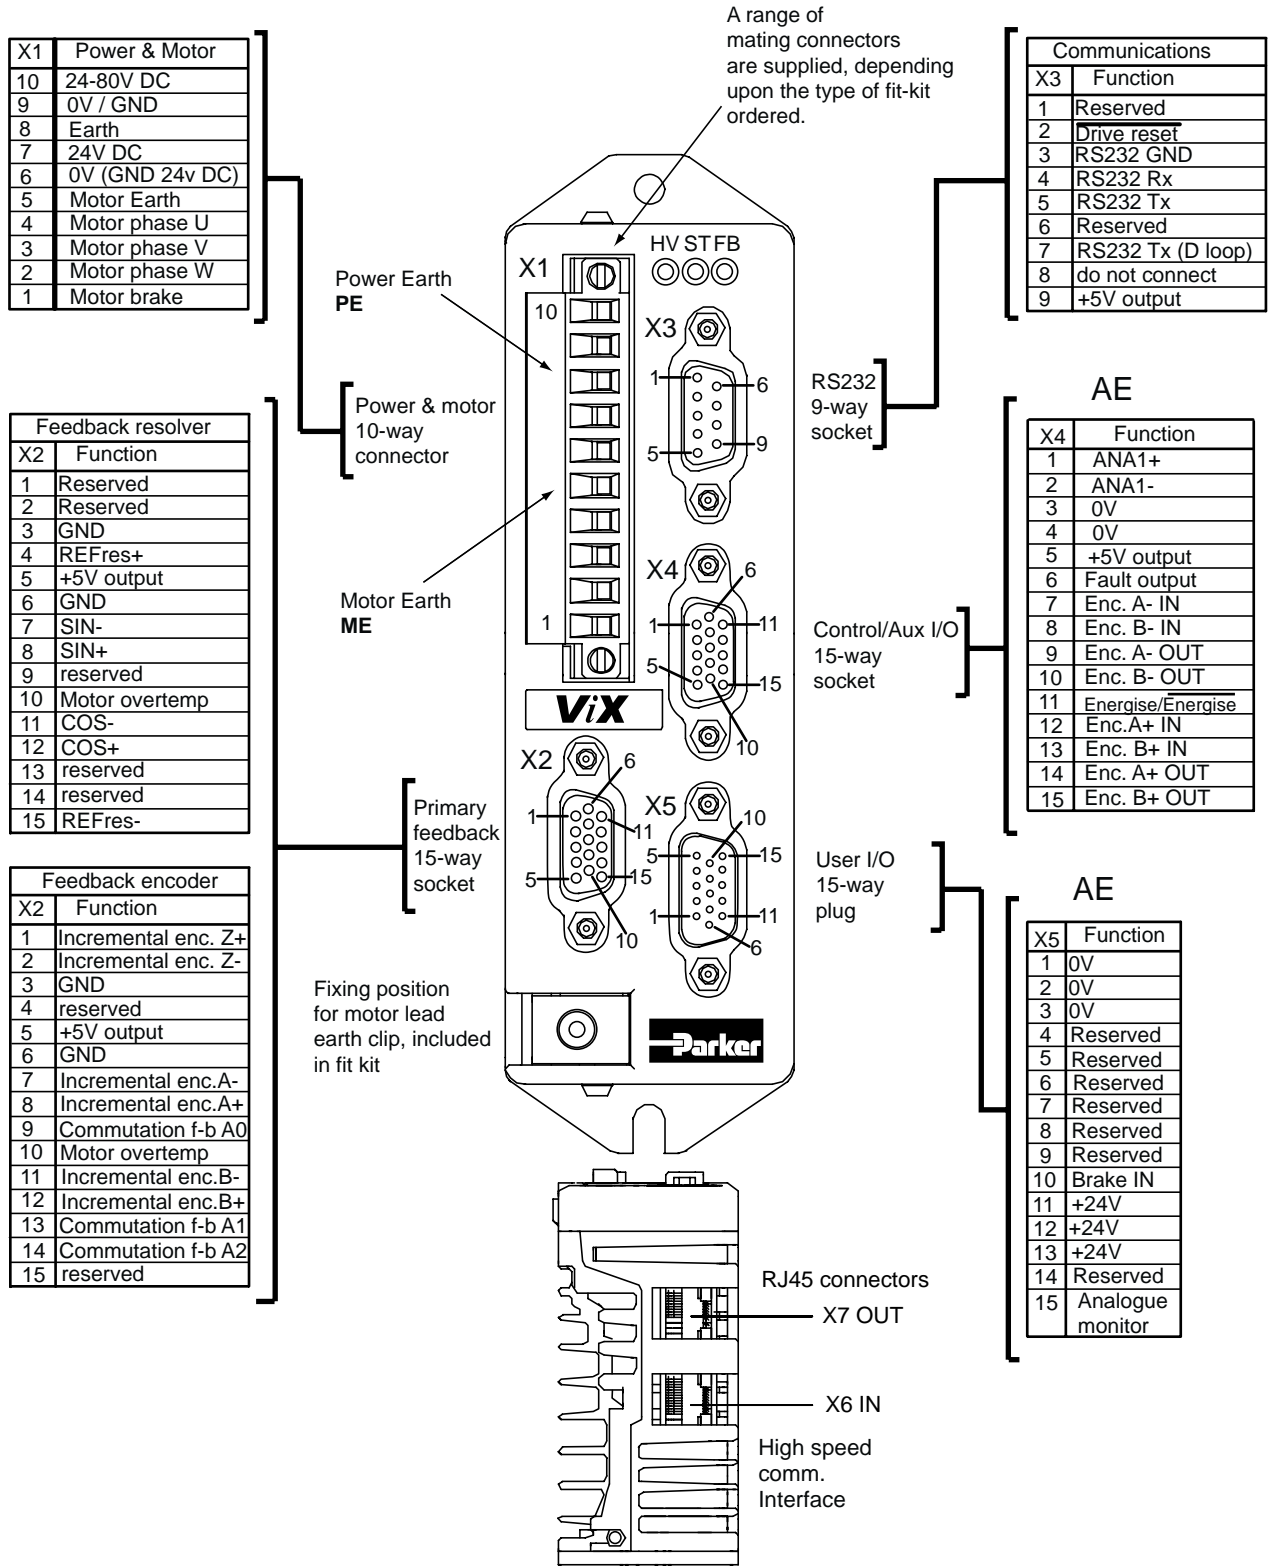 A range of
mating connectors
are supplied, depending
upon the type of fit-kit
ordered.
X1 Power & Motor
10 24-80V DC
9 0V / GND
8 Earth
7 24V DC
6 0V (GND 24v DC)
5 Motor Earth
4 Motor phase U
3 Motor phase V
2 Motor phase W
1 Motor brake
Communications
X3 Function
1 Reserved
2 Drive reset
3 RS232 GND
4 RS232 Rx
5 RS232 Tx
6 Reserved
7 RS232 Tx (D loop)
8 do not connect
9 +5V output
Power Earth
PE
Power & motor
10-way
connector
Motor Earth
ME
HV ST FB
X1
10
1
X3
1
6
5
9
X4
6
1
11
5
15
10
ViX
X2
6
1
11
5
15
10
X5
10
5
15
1
11
6
Parker
RS232
9-way
socket
Control/Aux I/O
15-way
socket
User I/O
15-way
plug
Primary
feedback
15-way
socket
Fixing position
for motor lead
earth clip, included
in fit kit
Feedback resolver
X2 Function
1 Reserved
2 Reserved
3 GND
4 REFres+
5 +5V output
6 GND
7 SIN-
8 SIN+
9 reserved
10 Motor overtemp
11 COS-
12 COS+
13 reserved
14 reserved
15 REFres-
Feedback encoder
X2 Function
1 Incremental enc. Z+
2 Incremental enc. Z-
3 GND
4 reserved
5 +5V output
6 GND
7 Incremental enc.A-
8 Incremental enc.A+
9 Commutation f-b A0
10 Motor overtemp
11 Incremental enc.B-
12 Incremental enc.B+
13 Commutation f-b A1
14 Commutation f-b A2
15 reserved
AE
X4 Function
1 ANA1+
2 ANA1-
3 0V
4 0V
5 +5V output
6 Fault output
7 Enc. A- IN
8 Enc. B- IN
9 Enc. A- OUT
10 Enc. B- OUT
11 Energise/Energise
12 Enc.A+ IN
13 Enc. B+ IN
14 Enc. A+ OUT
15 Enc. B+ OUT
AE
X5 Function
1 0V
2 0V
3 0V
4 Reserved
5 Reserved
6 Reserved
7 Reserved
8 Reserved
9 Reserved
10 Brake IN
11 +24V
12 +24V
13 +24V
14 Reserved
15 Analogue
monitor
RJ45 connectors
X7 OUT
X6 IN
High speed
comm.
Interface